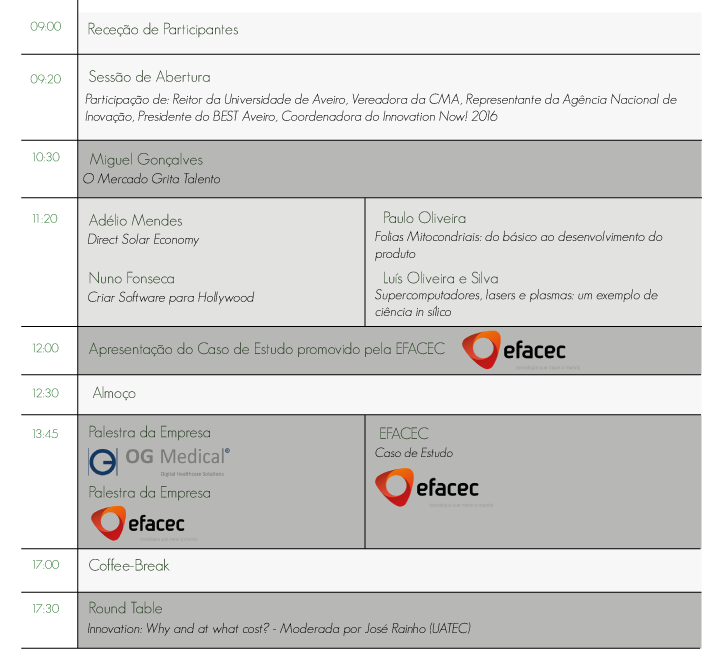 09:00
Receção de Participantes
09:20
Sessão de Abertura
Participação de: Reitor da Universidade de Aveiro, Vereadora da CMA, Representante da Agência Nacional de
Inovação, Presidente do BEST Aveiro, Coordenadora do Innovation Now! 2016
10:30
Miguel Gonçalves
O Mercado Grita Talento
11:20
Adélio Mendes
Direct Solar Economy
Nuno Fonseca
Criar Software para Hollywood
Paulo Oliveira
Folias Mitocondriais: do básico ao desenvolvimento do
produto
Luís Oliveira e Silva
Supercomputadores, lasers e plasmas: um exemplo de
ciência in sílico
12:00
Apresentação do Caso de Estudo promovido pela EFACEC
efacec
12:30
Almoço
13:45
Palestra da Empresa
OG Medical®
Digital Healthcare Solutions
Palestra da Empresa
efacec
EFACEC
Caso de Estudo
efacec
17:00
Coffee-Break
17:30
Round Table
Innovation: Why and at what cost? - Moderada por José Rainho (UATEC)